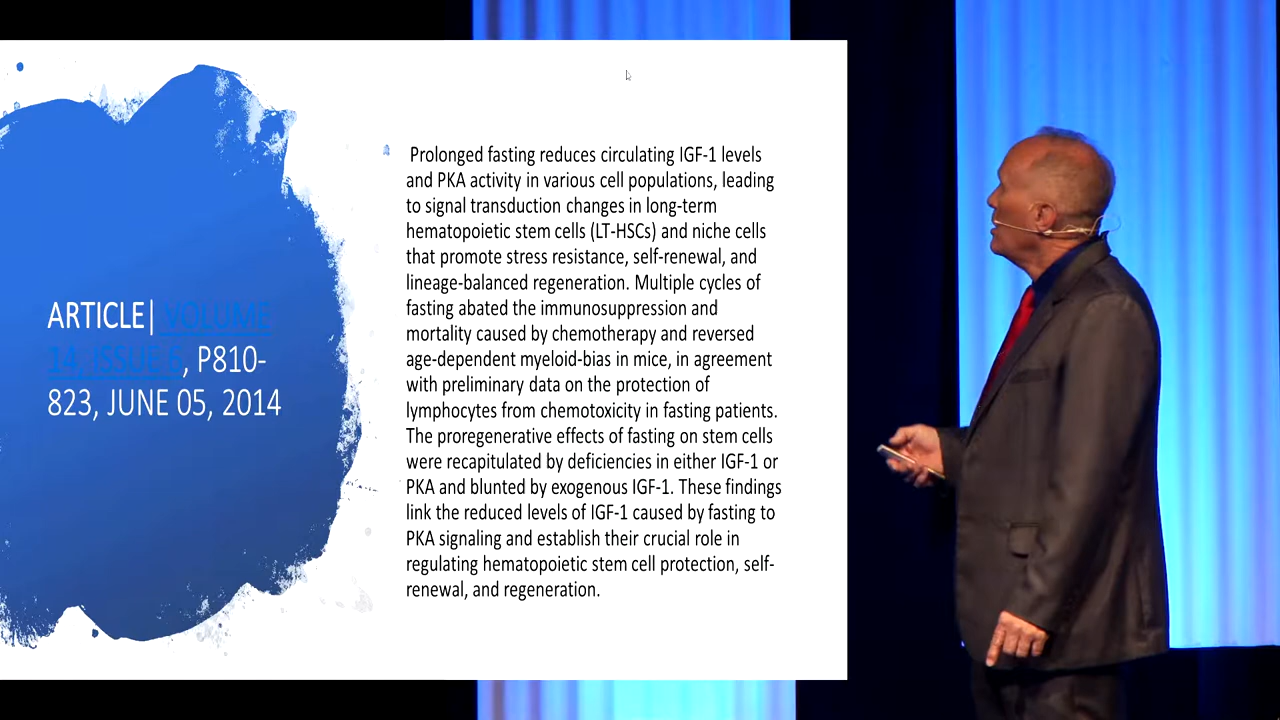 ARTICLE| VOLUME
14, ISSUE 6, P810-
823, JUNE 05, 2014
Prolonged fasting reduces circulating IGF-1 levels
and PKA activity in various cell populations, leading
to signal transduction changes in long-term
hematopoietic stem cells (LT-HSCs) and niche cells
that promote stress resistance, self-renewal, and
lineage-balanced regeneration. Multiple cycles of
fasting abated the immunosuppression and
mortality caused by chemotherapy and reversed
age-dependent myeloid-bias in mice, in agreement
with preliminary data on the protection of
lymphocytes from chemotoxicity in fasting patients.
The proregenerative effects of fasting on stem cells
were recapitulated by deficiencies in either IGF-1 or
PKA and blunted by exogenous IGF-1. These findings
link the reduced levels of IGF-1 caused by fasting to
PKA signaling and establish their crucial role in
regulating hematopoietic stem cell protection, self-
renewal, and regeneration.